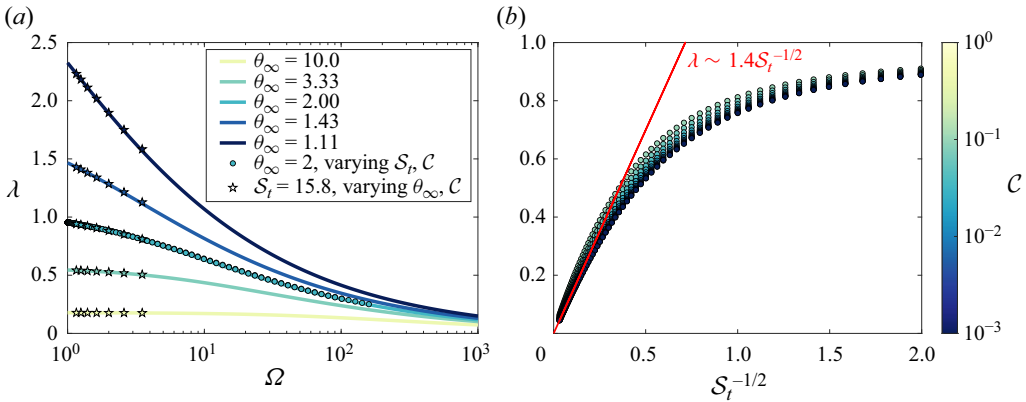 (a)
2.5
2.0
1.5
1.0
0.5
0
λ
10⁰
10¹
10²
10³
Ω
θ∞ = 10.0
θ∞ = 3.33
θ∞ = 2.00
θ∞ = 1.43
θ∞ = 1.11
θ∞ = 2, varying 𝒮ₜ, 𝒞
𝒮ₜ = 15.8, varying θ∞, 𝒞
(b)
1.0
0.8
0.6
0.4
0.2
0
0.5
1.0
1.5
2.0
𝒮ₜ⁻¹/²
λ ~ 1.4𝒮ₜ⁻¹/²
10⁰
10⁻¹
10⁻²
10⁻³
𝒞